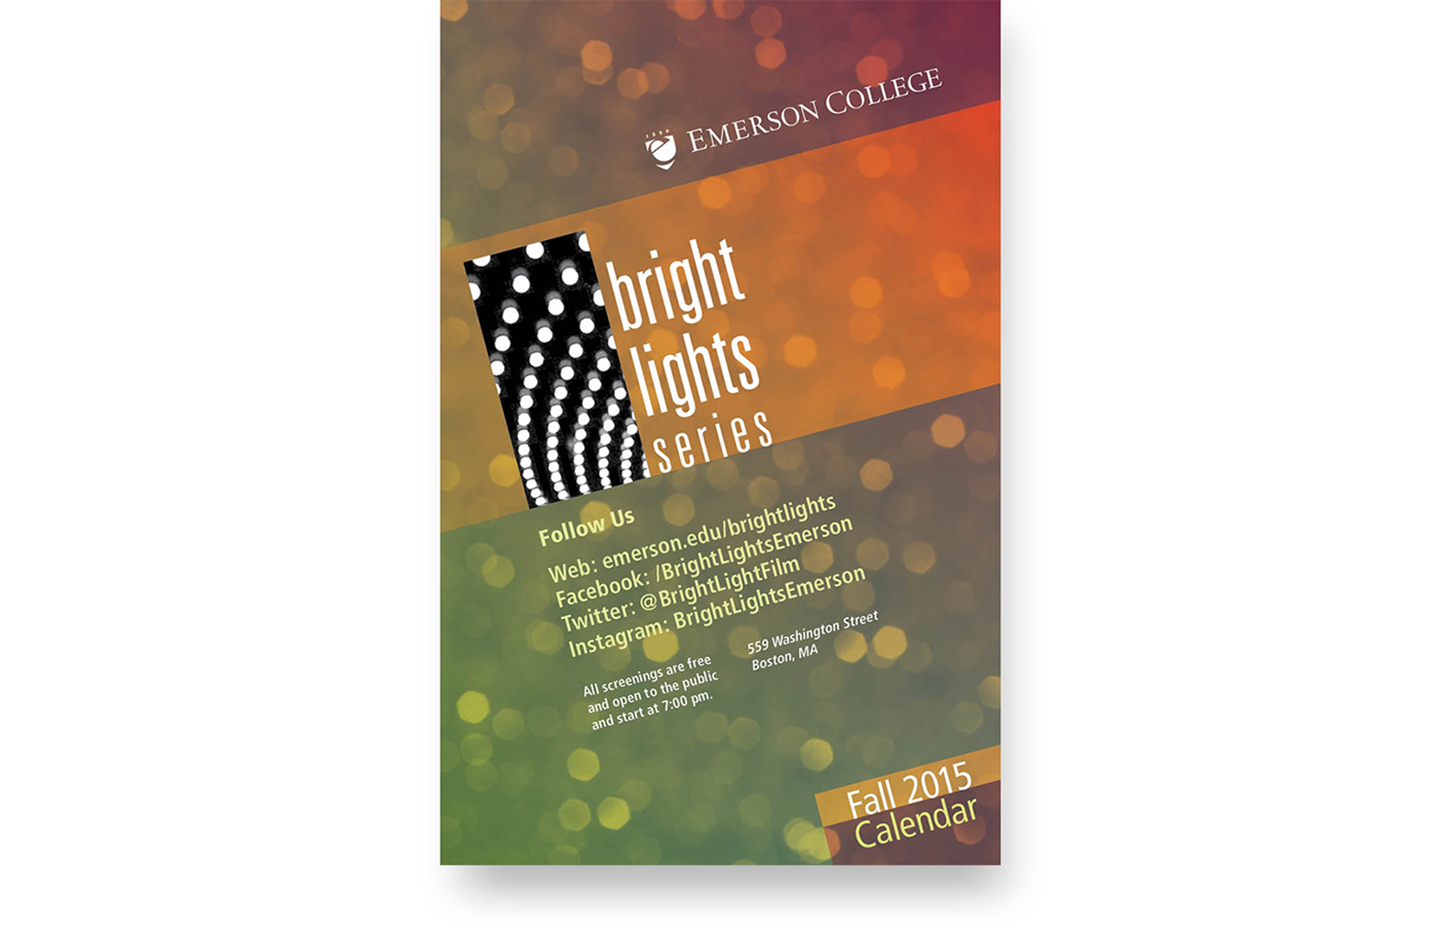 1880
EMERSON COLLEGE
bright
lights
series
Follow Us
Web: emerson.edu/brightlights
Facebook: /BrightLightsEmerson
Twitter: @BrightLightFilm
Instagram: BrightLightsEmerson
All screenings are free
and open to the public
and start at 7:00 pm.
559 Washington Street
Boston, MA
Fall 2015
Calendar